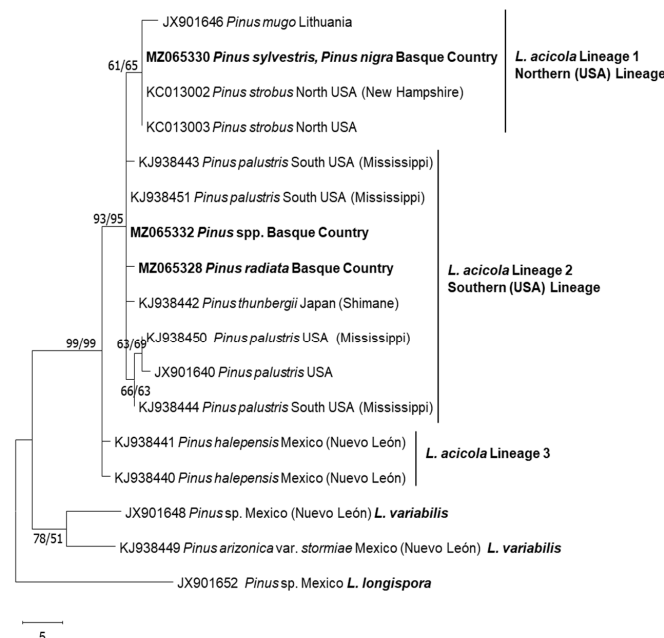 JX901646 Pinus mugo Lithuania
61/65
MZ065330 Pinus sylvestris, Pinus nigra Basque Country
L. acicola Lineage 1
Northern (USA) Lineage
KC013002 Pinus strobus North USA (New Hampshire)
KC013003 Pinus strobus North USA
KJ938443 Pinus palustris South USA (Mississippi)
KJ938451 Pinus palustris South USA (Mississippi)
93/95
MZ065332 Pinus spp. Basque Country
MZ065328 Pinus radiata Basque Country
L. acicola Lineage 2
Southern (USA) Lineage
KJ938442 Pinus thunbergii Japan (Shimane)
63/69
KJ938450 Pinus palustris USA (Mississippi)
99/99
JX901640 Pinus palustris USA
66/63
KJ938444 Pinus palustris South USA (Mississippi)
KJ938441 Pinus halepensis Mexico (Nuevo León)
L. acicola Lineage 3
KJ938440 Pinus halepensis Mexico (Nuevo León)
JX901648 Pinus sp. Mexico (Nuevo León) L. variabilis
78/51
KJ938449 Pinus arizonica var. stormiae Mexico (Nuevo León) L. variabilis
JX901652 Pinus sp. Mexico L. longispora
5